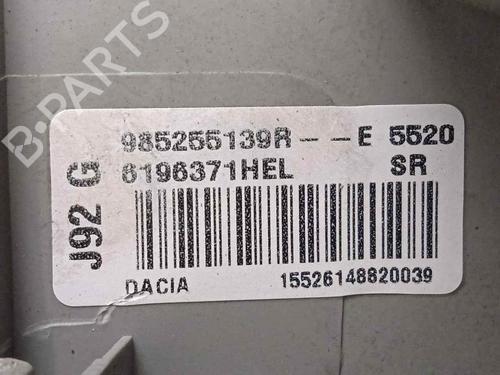 B-PARTS
J92 G
985255139R -- -- E 5520
6196371HEL SR
DACIA 15526148820039